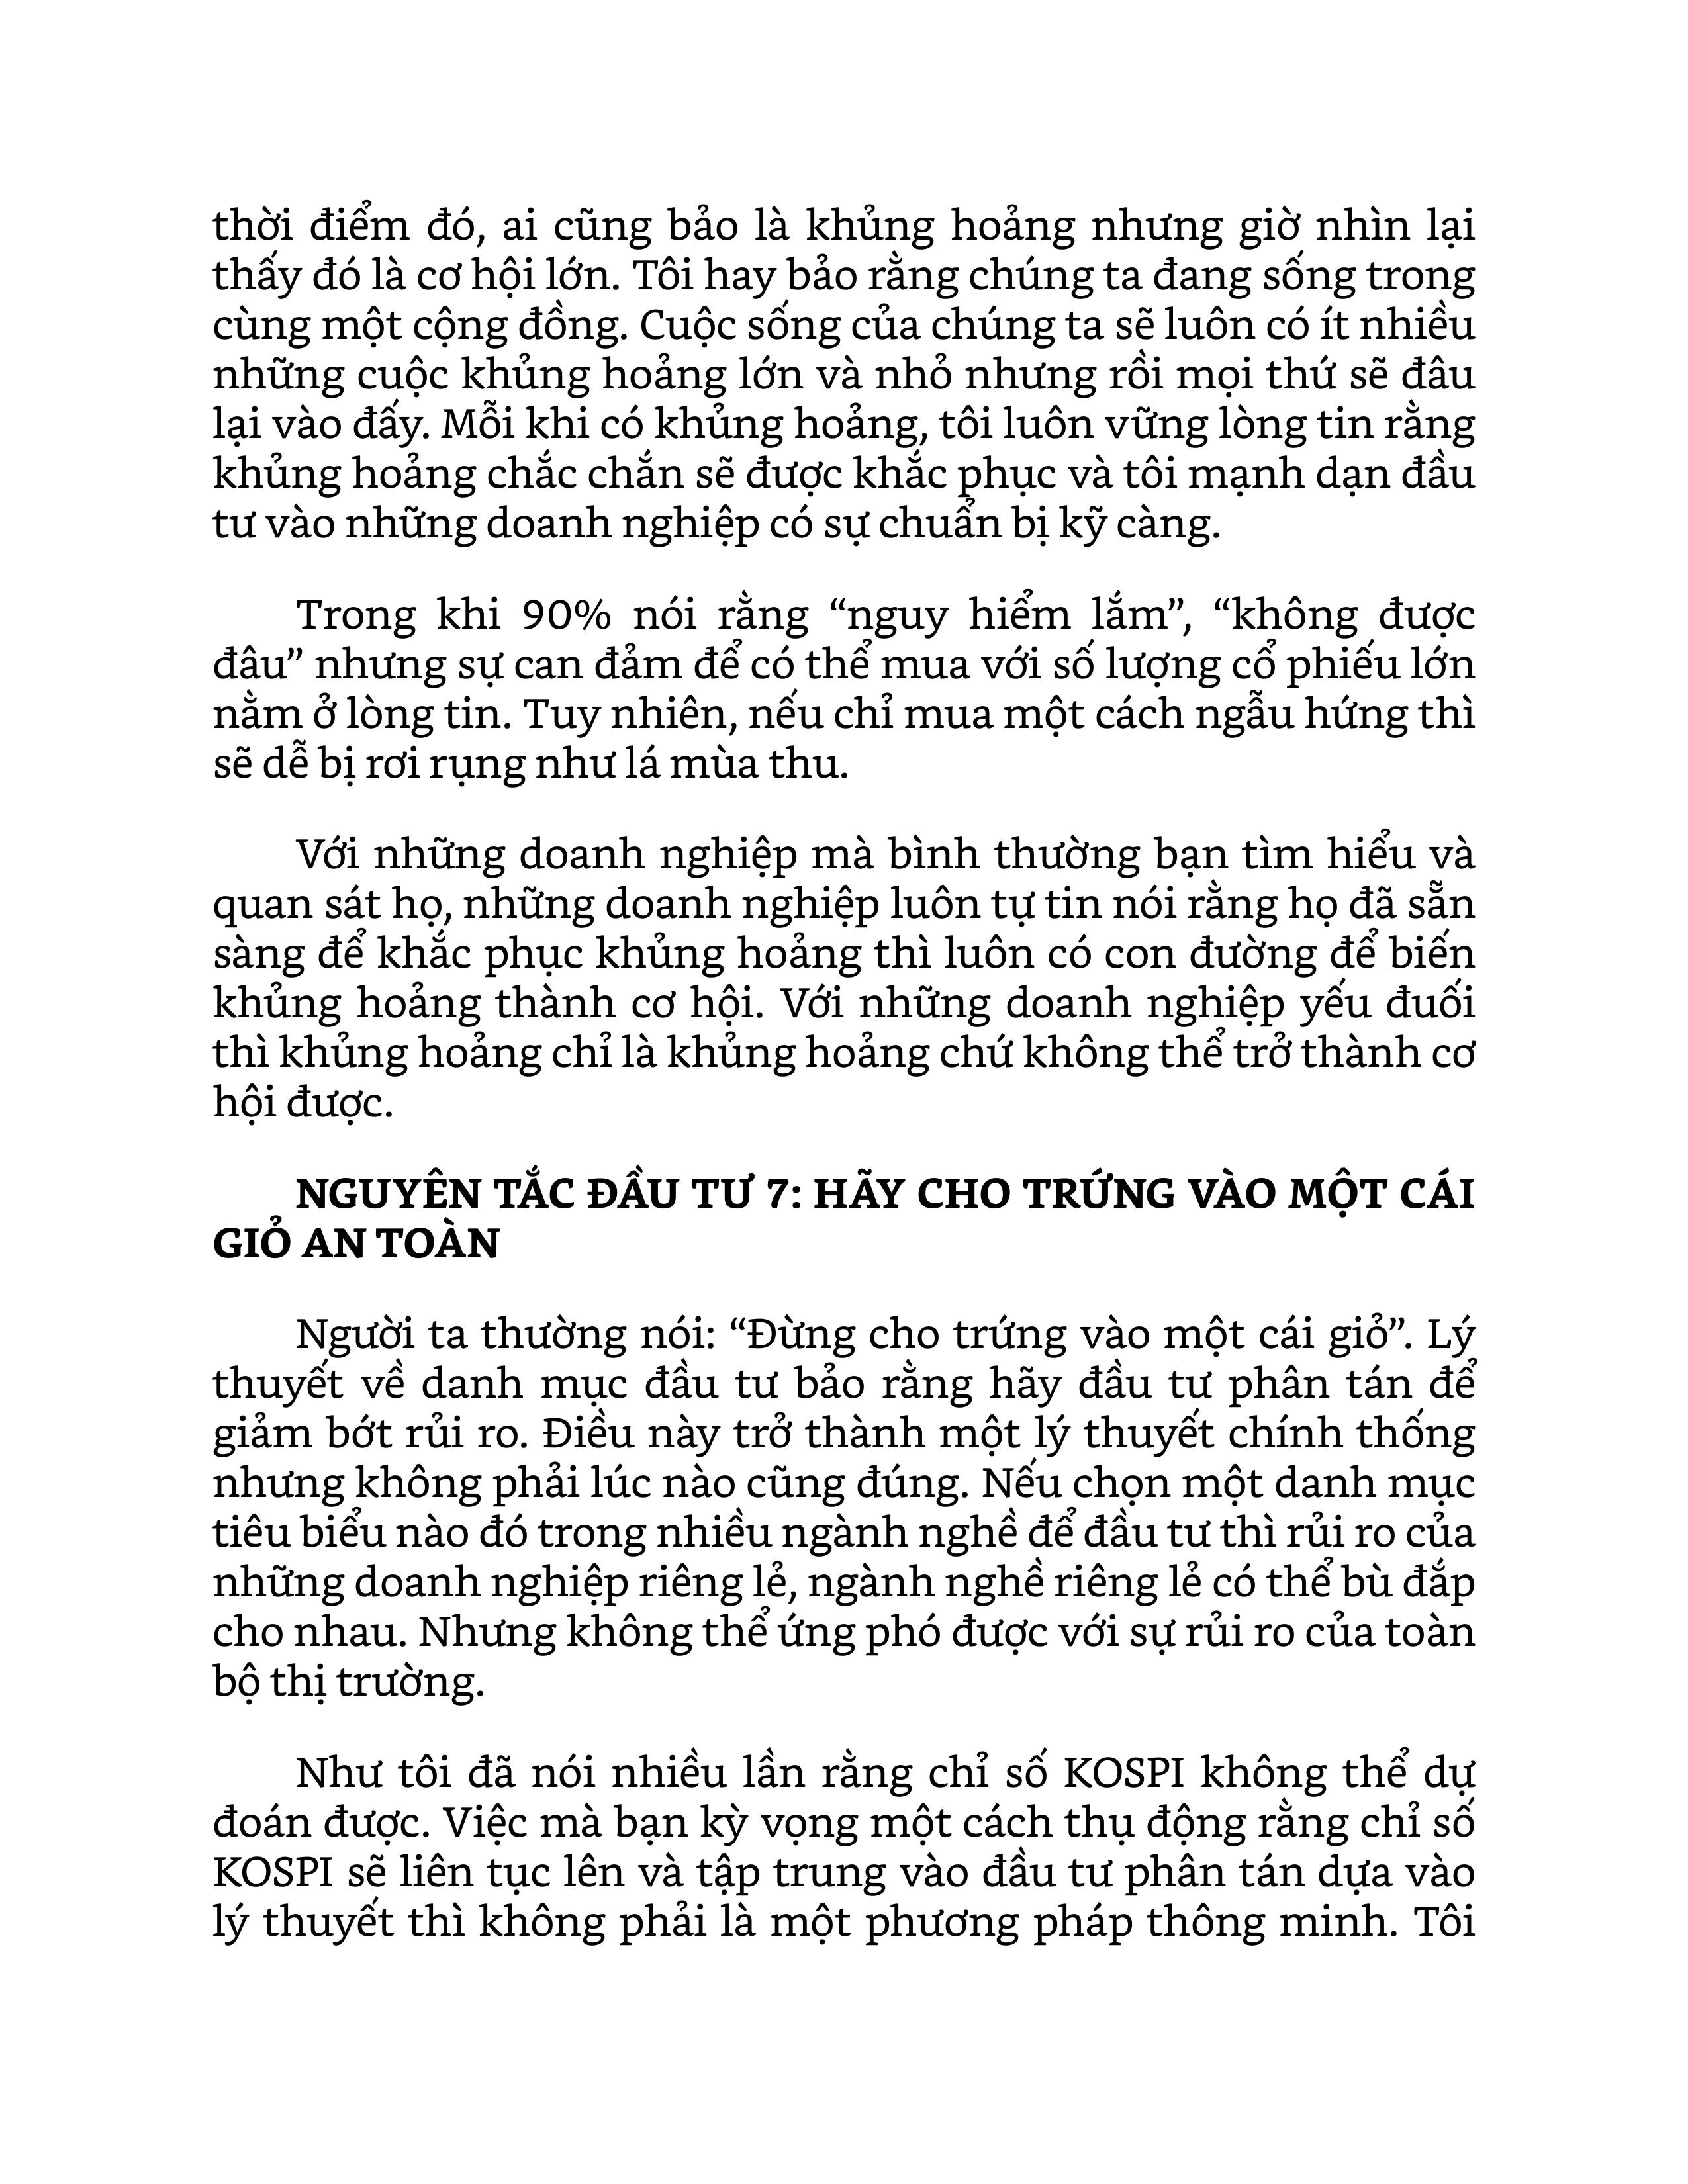 thời điểm đó, ai cũng bảo là khủng hoảng nhưng giờ nhìn lại
thấy đó là cơ hội lớn. Tôi hay bảo rằng chúng ta đang sống trong
cùng một cộng đồng. Cuộc sống của chúng ta sẽ luôn có ít nhiều
những cuộc khủng hoảng lớn và nhỏ nhưng rồi mọi thứ sẽ đâu
lại vào đấy. Mỗi khi có khủng hoảng, tôi luôn vững lòng tin rằng
khủng hoảng chắc chắn sẽ được khắc phục và tôi mạnh dạn đầu
tư vào những doanh nghiệp có sự chuẩn bị kỹ càng.
Trong khi 90% nói rằng “nguy hiểm lắm”, “không được
đâu” nhưng sự can đảm để có thể mua với số lượng cổ phiếu lớn
nằm ở lòng tin. Tuy nhiên, nếu chỉ mua một cách ngẫu hứng thì
sẽ dễ bị rơi rụng như lá mùa thu.
Với những doanh nghiệp mà bình thường bạn tìm hiểu và
quan sát họ, những doanh nghiệp luôn tự tin nói rằng họ đã sẵn
sàng để khắc phục khủng hoảng thì luôn có con đường để biến
khủng hoảng thành cơ hội. Với những doanh nghiệp yếu đuối
thì khủng hoảng chỉ là khủng hoảng chứ không thể trở thành cơ
hội được.
NGUYÊN TẮC ĐẦU TƯ 7: HÃY CHO TRỨNG VÀO MỘT CÁI
GIỎ AN TOÀN
Người ta thường nói: “Đừng cho trứng vào một cái giỏ”. Lý
thuyết về danh mục đầu tư bảo rằng hãy đầu tư phân tán để
giảm bớt rủi ro. Điều này trở thành một lý thuyết chính thống
nhưng không phải lúc nào cũng đúng. Nếu chọn một danh mục
tiêu biểu nào đó trong nhiều ngành nghề để đầu tư thì rủi ro của
những doanh nghiệp riêng lẻ, ngành nghề riêng lẻ có thể bù đắp
cho nhau. Nhưng không thể ứng phó được với sự rủi ro của toàn
bộ thị trường.
Như tôi đã nói nhiều lần rằng chỉ số KOSPI không thể dự
đoán được. Việc mà bạn kỳ vọng một cách thụ động rằng chỉ số
KOSPI sẽ liên tục lên và tập trung vào đầu tư phân tán dựa vào
lý thuyết thì không phải là một phương pháp thông minh. Tôi